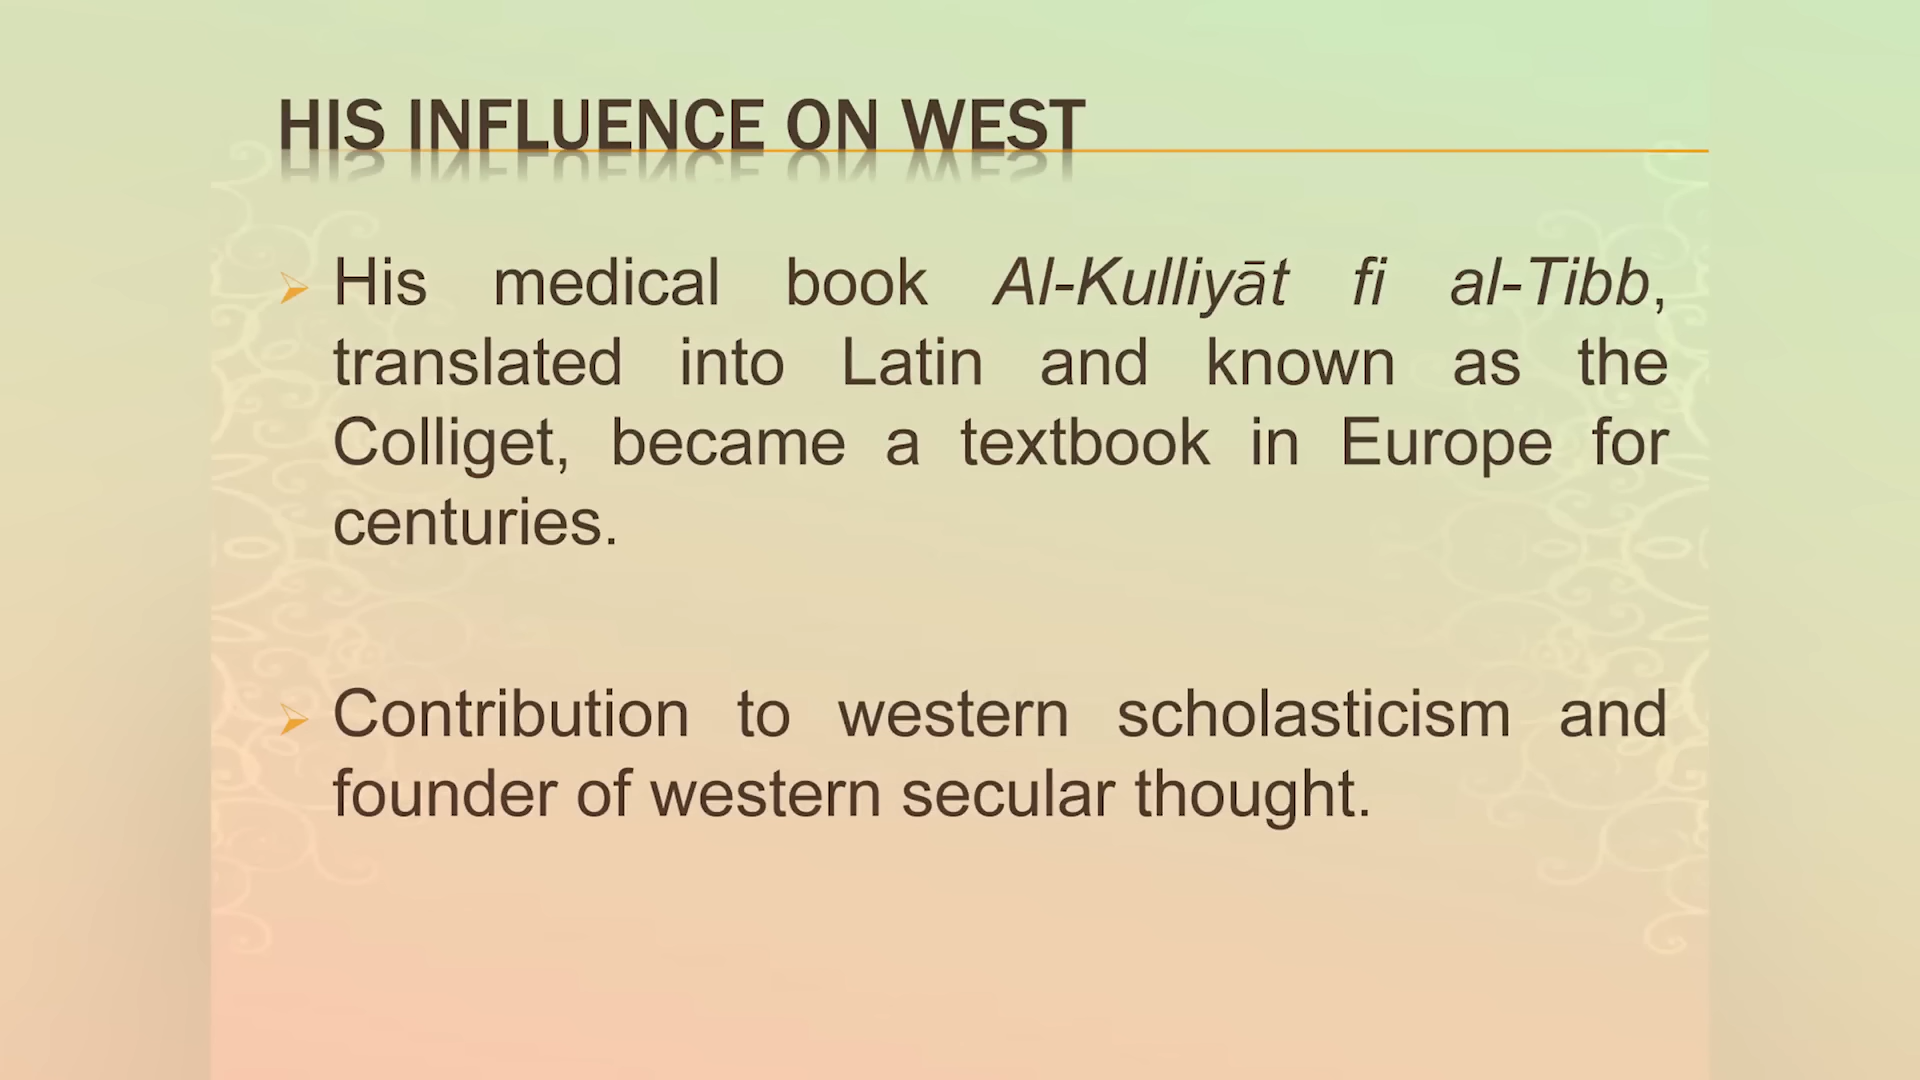 HIS INFLUENCE ON WEST
His medical book Al-Kulliyāt fi al-Tibb,
translated into Latin and known as the
Colliget, became a textbook in Europe for
centuries.
Contribution to western scholasticism and
founder of western secular thought.